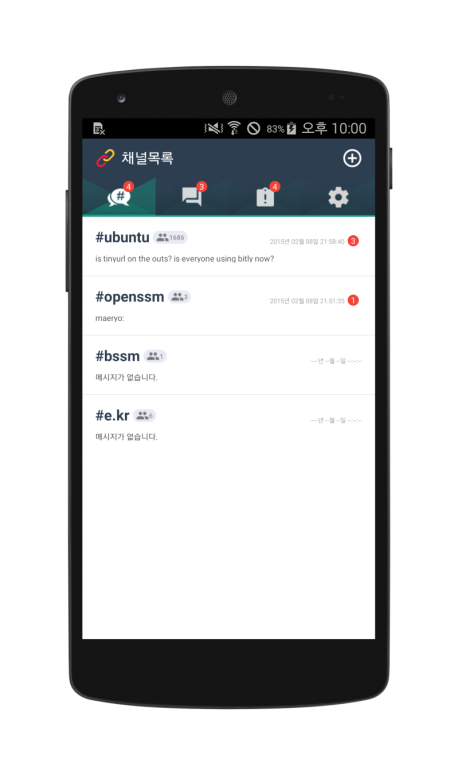 83% 오후 10:00
채널목록
# 4 3 4
#ubuntu 1686 2015년 02월 08일 21:58:40 3
is tinyurl on the outs? is everyone using bitly now?
#openssm 3 2015년 02월 08일 21:51:35 1
maeryo:
#bssm 1 ----년 --월 --일 --:--:--
메시지가 없습니다.
#e.kr 6 ----년 --월 --일 --:--:--
메시지가 없습니다.